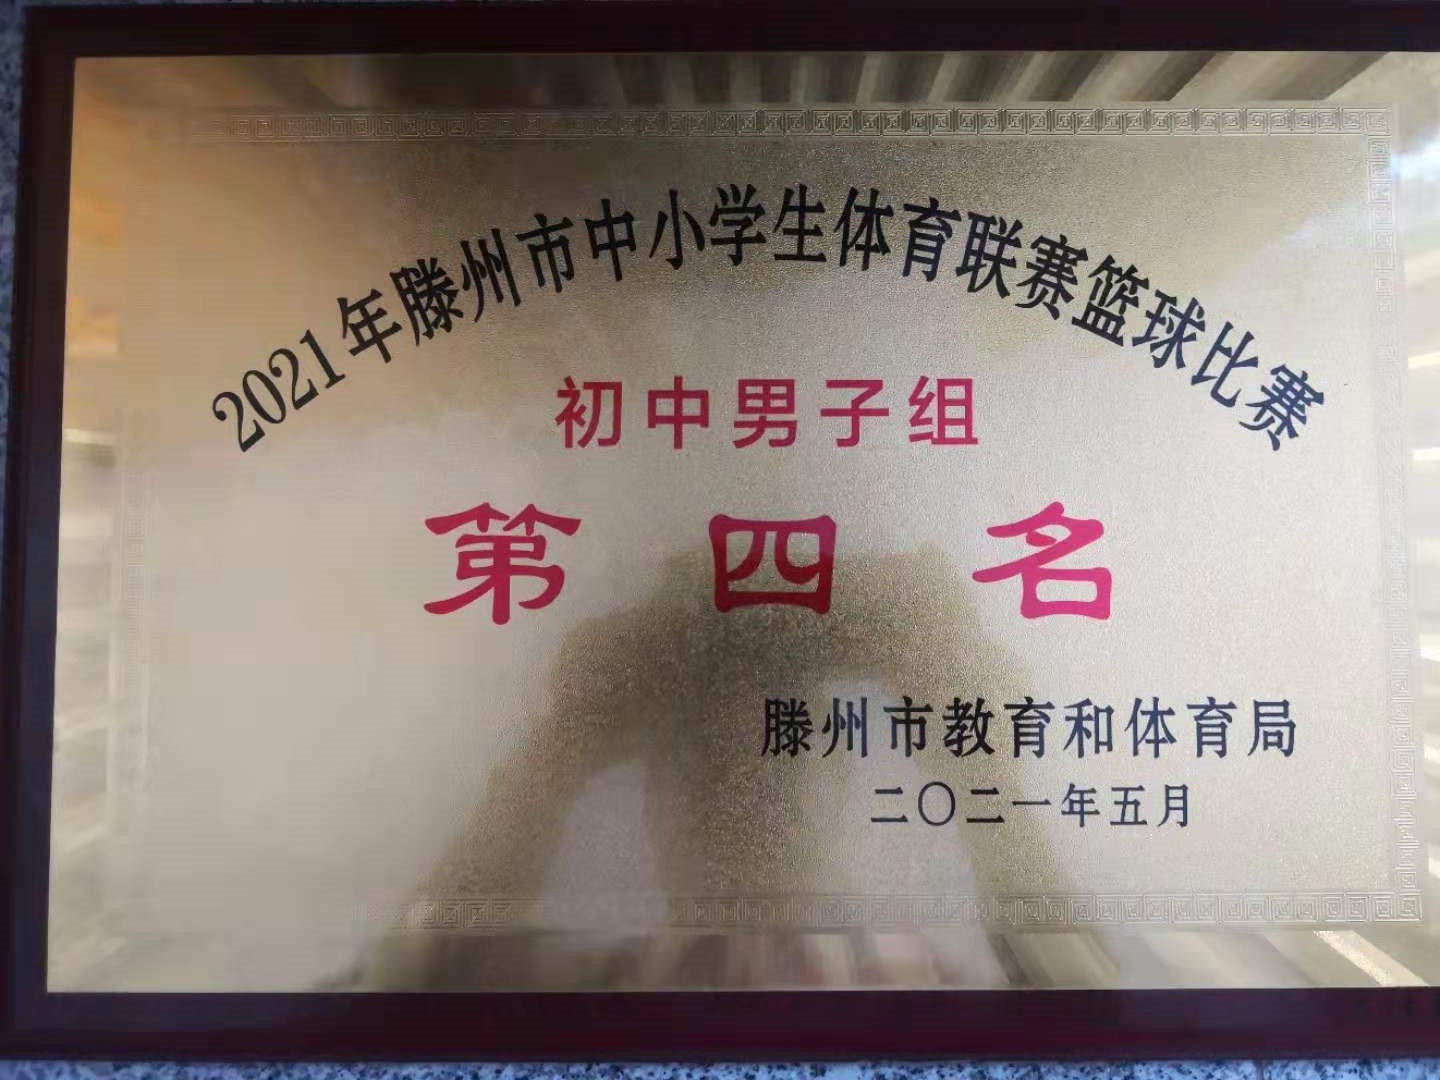 2021年滕州市中小学生体育联赛篮球比赛
初中男子组
第四名
滕州市教育和体育局
二〇二一年五月